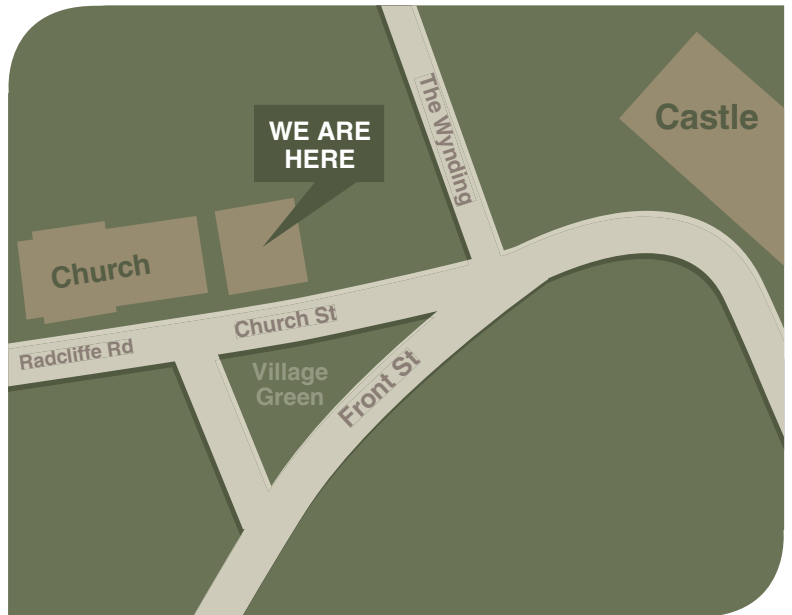 The Wynding
Castle
WE ARE
HERE
Church
Church St
Radcliffe Rd
Village
Green
Front St